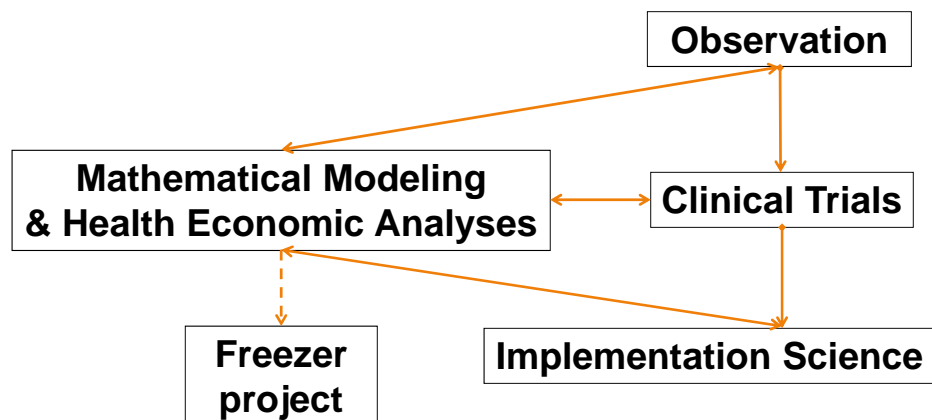 Observation
Mathematical Modeling
& Health Economic Analyses
Clinical Trials
Freezer
project
Implementation Science